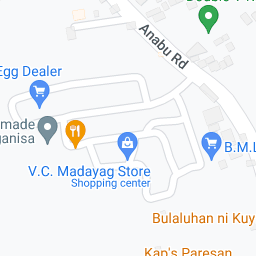 Anabu Rd
Egg Dealer
made
ganisa
V.C. Madayag Store
Shopping center
B.M.L
Bulaluhan ni Kuy
Kap's Paresan